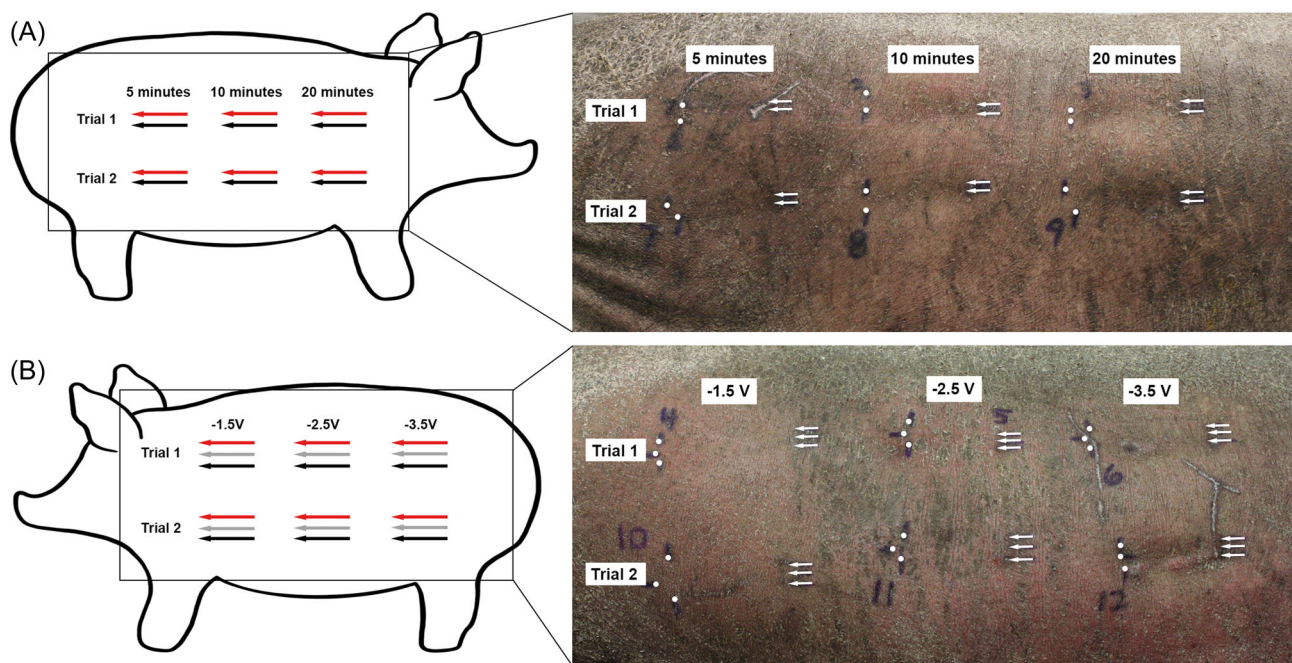 (A)
5 minutes 10 minutes 20 minutes
Trial 1
Trial 2
5 minutes 10 minutes 20 minutes
Trial 1
Trial 2
7 8 9
(B)
-1.5V -2.5V -3.5V
Trial 1
Trial 2
-1.5 V -2.5 V -3.5 V
4 5
Trial 1
6
10
Trial 2
11 12